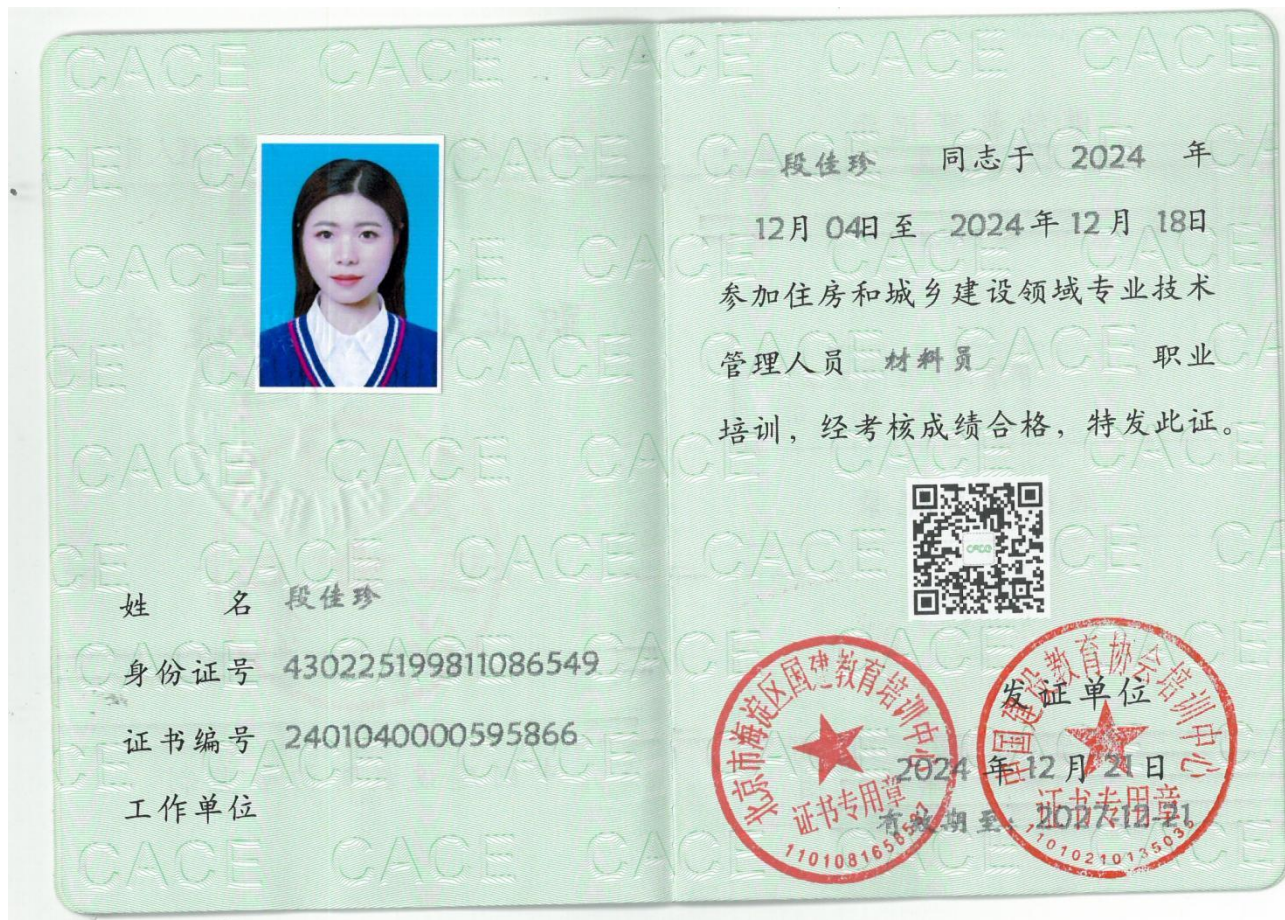 姓 名 段佳珍
身份证号 430225199811086549
证书编号 2401040000595866
工作单位
段佳珍 同志于 2024 年
12月 04日至 2024年12月 18日
参加住房和城乡建设领域专业技术
管理人员 材料员 职业
培训，经考核成绩合格，特发此证。
CACE
北京市海淀区国建教育培训中心
证书专用章
中国建设教育协会培训中心
证书专用章
11010210135035
发证单位
2024 年 12 月 21 日
有效期至：2027-12-21